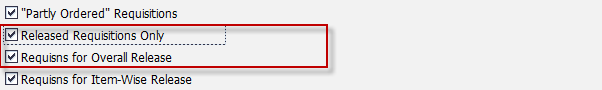 "Partly Ordered" Requisitions
Released Requisitions Only
Requisns for Overall Release
Requisns for Item-Wise Release